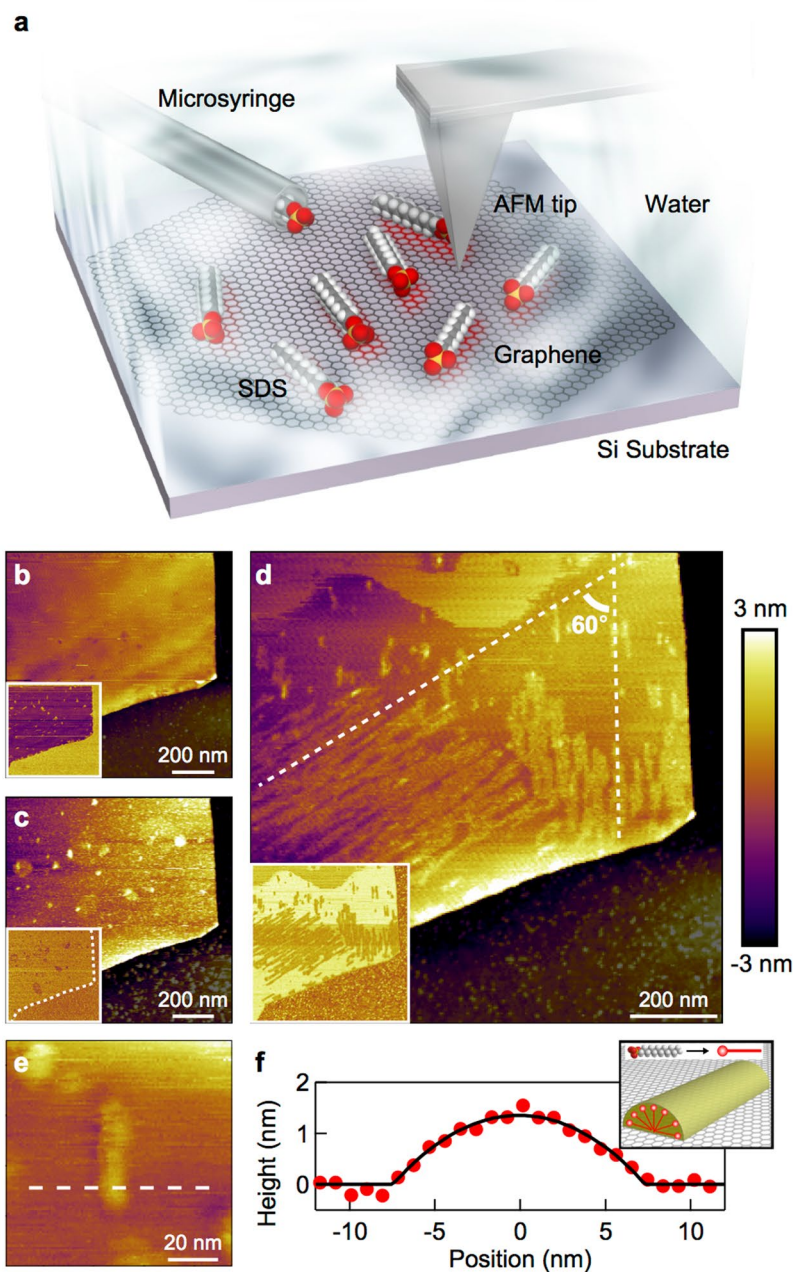 a
Microsyringe
AFM tip
Water
Graphene
SDS
Si Substrate
b
200 nm
c
200 nm
d
60°
200 nm
3 nm
-3 nm
e
20 nm
f
2
1
0
Height (nm)
-10 -5 0 5 10
Position (nm)